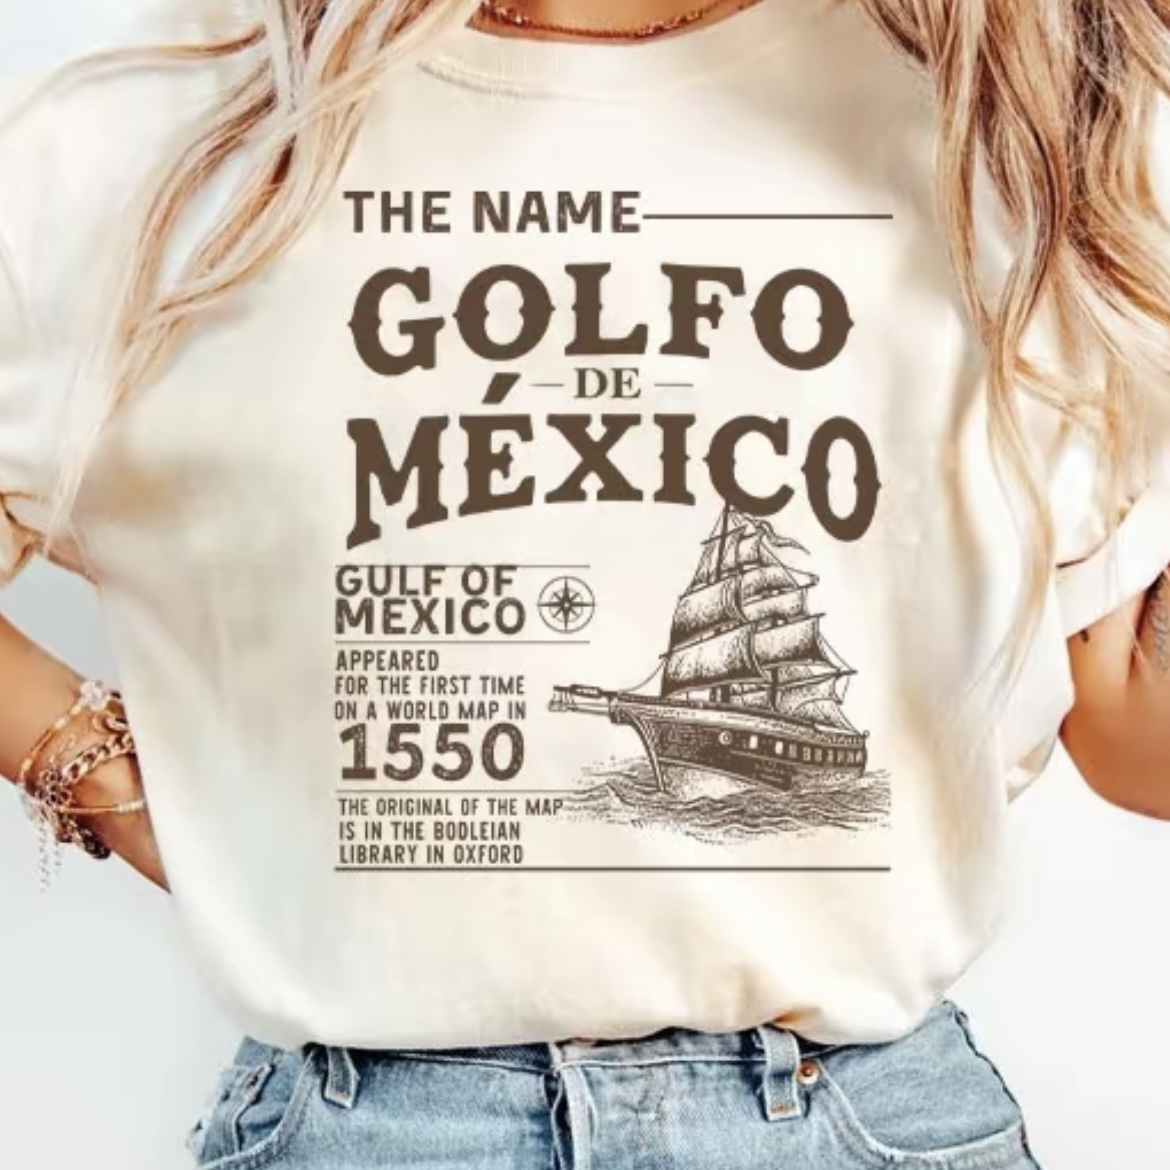 THE NAME
GOLFO
DE
MÉXICO
GULF OF
MEXICO
APPEARED
FOR THE FIRST TIME
ON A WORLD MAP IN
1550
THE ORIGINAL OF THE MAP
IS IN THE BODLEIAN
LIBRARY IN OXFORD